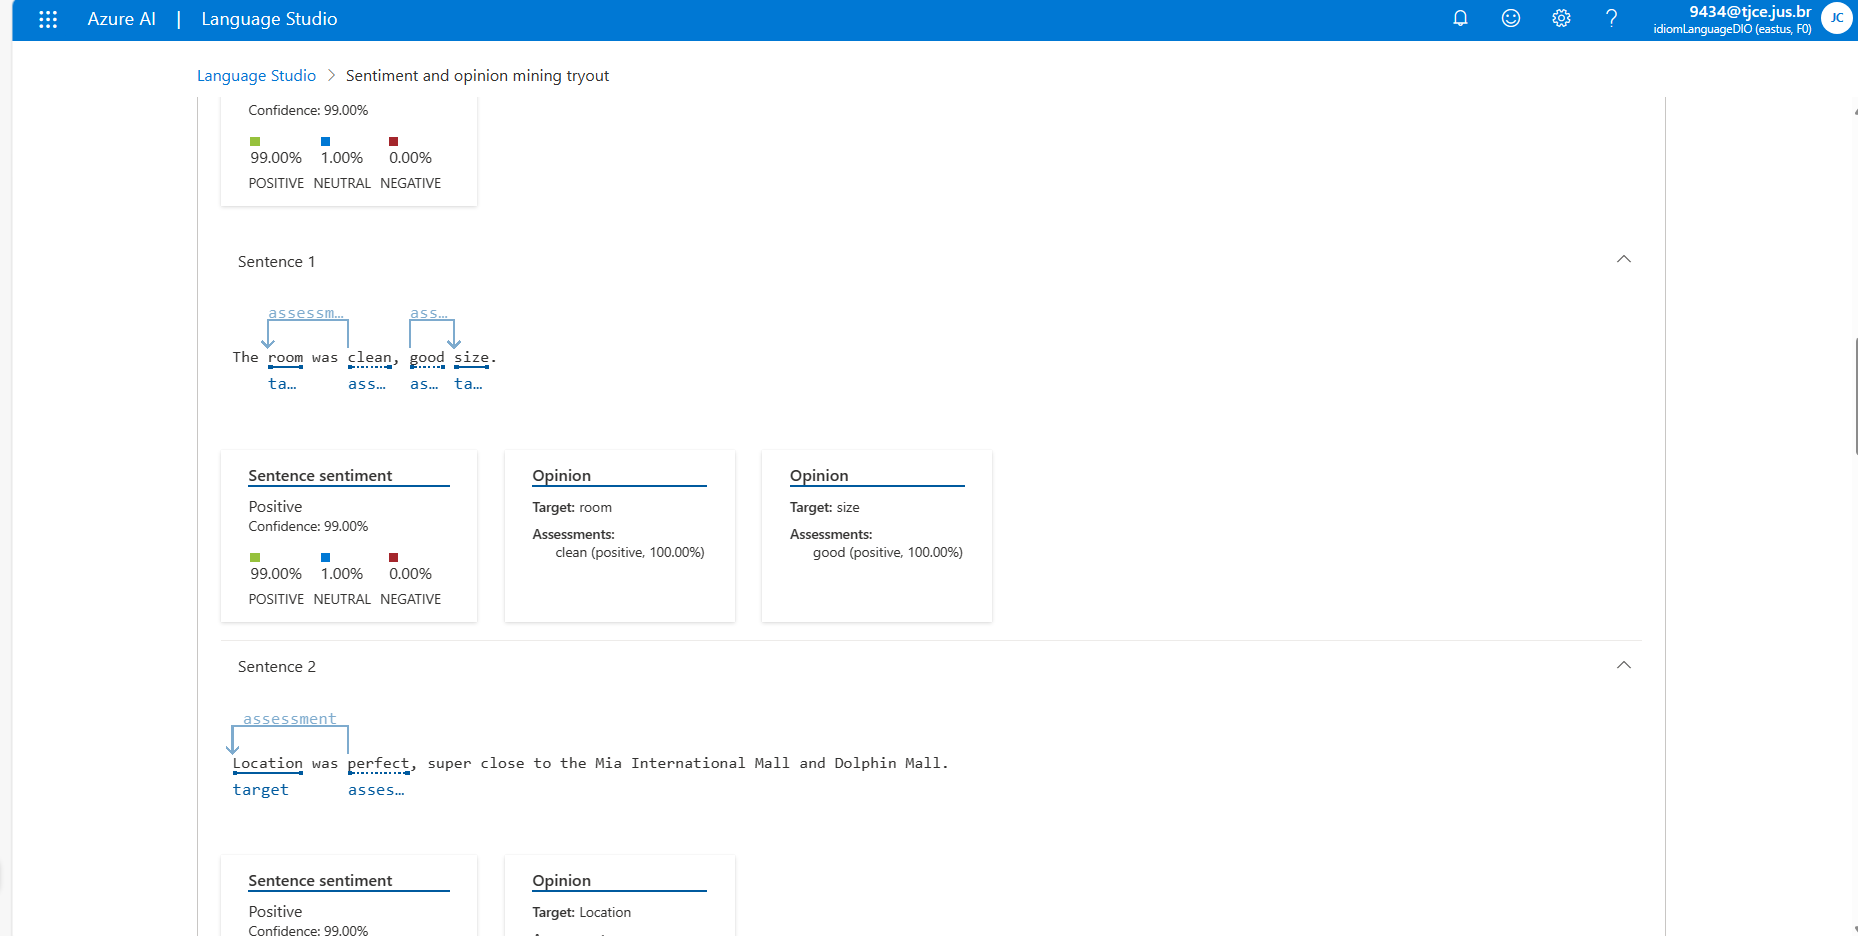 Azure AI | Language Studio
9434@tjce.jus.br
idiomLanguageDIO (eastus, F0)
JC
Language Studio > Sentiment and opinion mining tryout
Confidence: 99.00%
99.00% 1.00% 0.00%
POSITIVE NEUTRAL NEGATIVE
Sentence 1
assessm… ass…
The room was clean, good size.
ta… ass… as… ta…
Sentence sentiment
Positive
Confidence: 99.00%
99.00% 1.00% 0.00%
POSITIVE NEUTRAL NEGATIVE
Opinion
Target: room
Assessments:
clean (positive, 100.00%)
Opinion
Target: size
Assessments:
good (positive, 100.00%)
Sentence 2
assessment
Location was perfect, super close to the Mia International Mall and Dolphin Mall.
target asses…
Sentence sentiment
Positive
Confidence: 99.00%
Opinion
Target: Location